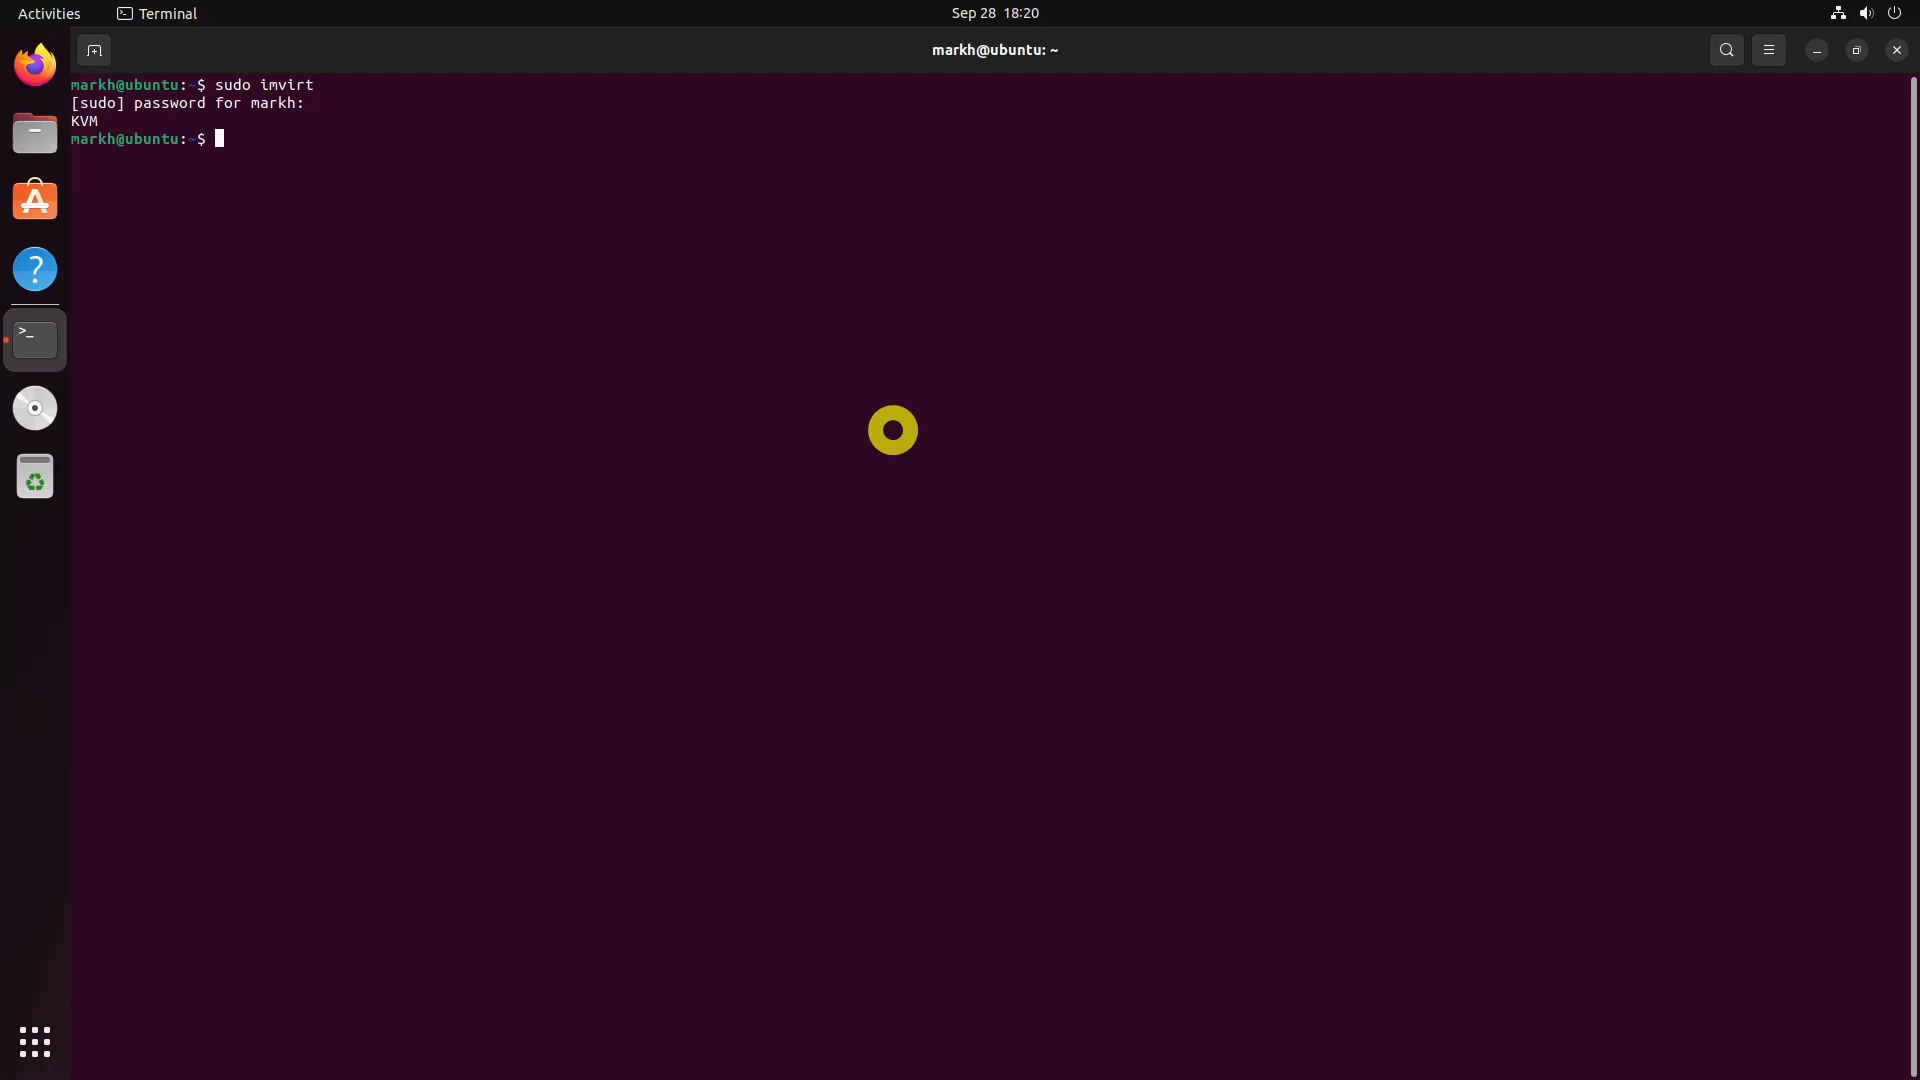 Activities Terminal Sep 28 18:20
markh@ubuntu: ~
markh@ubuntu:~$ sudo imvirt
[sudo] password for markh:
KVM
markh@ubuntu:~$